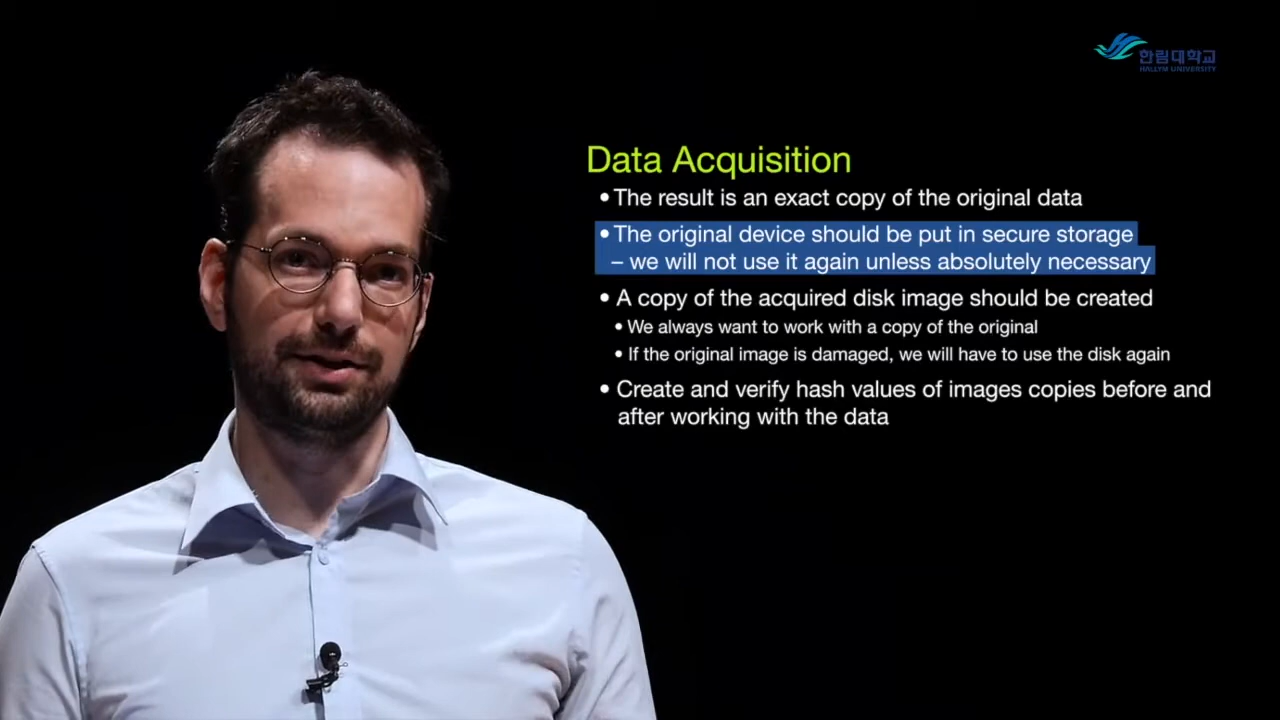 한림대학교
HALLYM UNIVERSITY
Data Acquisition
• The result is an exact copy of the original data
• The original device should be put in secure storage
– we will not use it again unless absolutely necessary
• A copy of the acquired disk image should be created
• We always want to work with a copy of the original
• If the original image is damaged, we will have to use the disk again
• Create and verify hash values of images copies before and
after working with the data